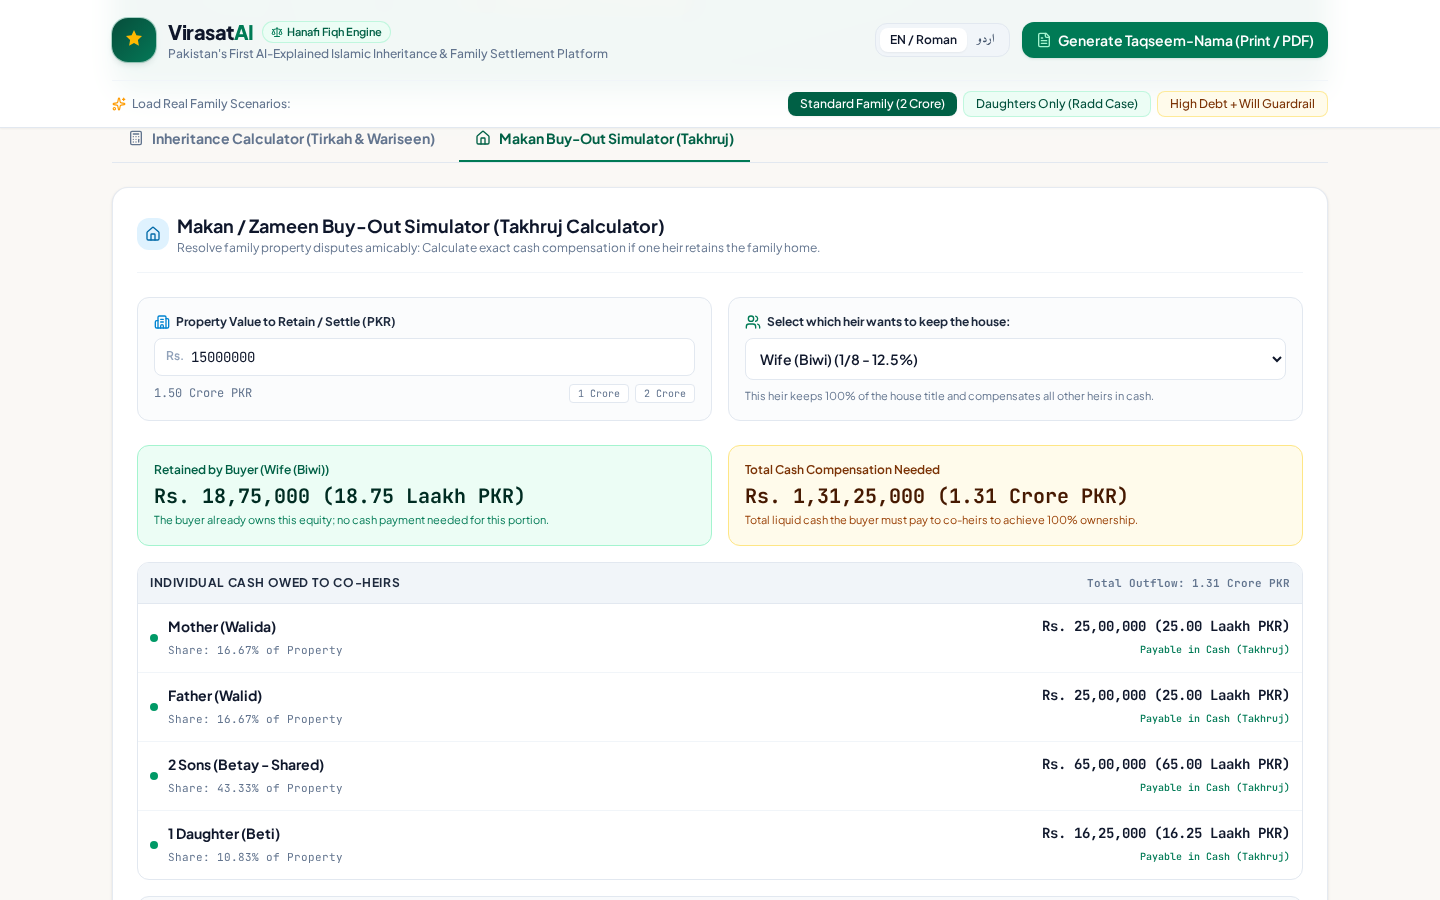 VirasatAI
Hanafi Fiqh Engine
Pakistan's First AI-Explained Islamic Inheritance & Family Settlement Platform
EN / Roman
اردو
Generate Taqseem-Nama (Print / PDF)
Load Real Family Scenarios:
Standard Family (2 Crore)
Daughters Only (Radd Case)
High Debt + Will Guardrail
Inheritance Calculator (Tirkah & Wariseen)
Makan Buy-Out Simulator (Takhruj)
Makan / Zameen Buy-Out Simulator (Takhruj Calculator)
Resolve family property disputes amicably: Calculate exact cash compensation if one heir retains the family home.
Property Value to Retain / Settle (PKR)
Rs. 15000000
1.50 Crore PKR
1 Crore
2 Crore
Select which heir wants to keep the house:
Wife (Biwi) (1/8 - 12.5%)
This heir keeps 100% of the house title and compensates all other heirs in cash.
Retained by Buyer (Wife (Biwi))
Rs. 18,75,000 (18.75 Laakh PKR)
The buyer already owns this equity; no cash payment needed for this portion.
Total Cash Compensation Needed
Rs. 1,31,25,000 (1.31 Crore PKR)
Total liquid cash the buyer must pay to co-heirs to achieve 100% ownership.
INDIVIDUAL CASH OWED TO CO-HEIRS
Total Outflow: 1.31 Crore PKR
Mother (Walida)
Rs. 25,00,000 (25.00 Laakh PKR)
Share: 16.67% of Property
Payable in Cash (Takhruj)
Father (Walid)
Rs. 25,00,000 (25.00 Laakh PKR)
Share: 16.67% of Property
Payable in Cash (Takhruj)
2 Sons (Betay - Shared)
Rs. 65,00,000 (65.00 Laakh PKR)
Share: 43.33% of Property
Payable in Cash (Takhruj)
1 Daughter (Beti)
Rs. 16,25,000 (16.25 Laakh PKR)
Share: 10.83% of Property
Payable in Cash (Takhruj)